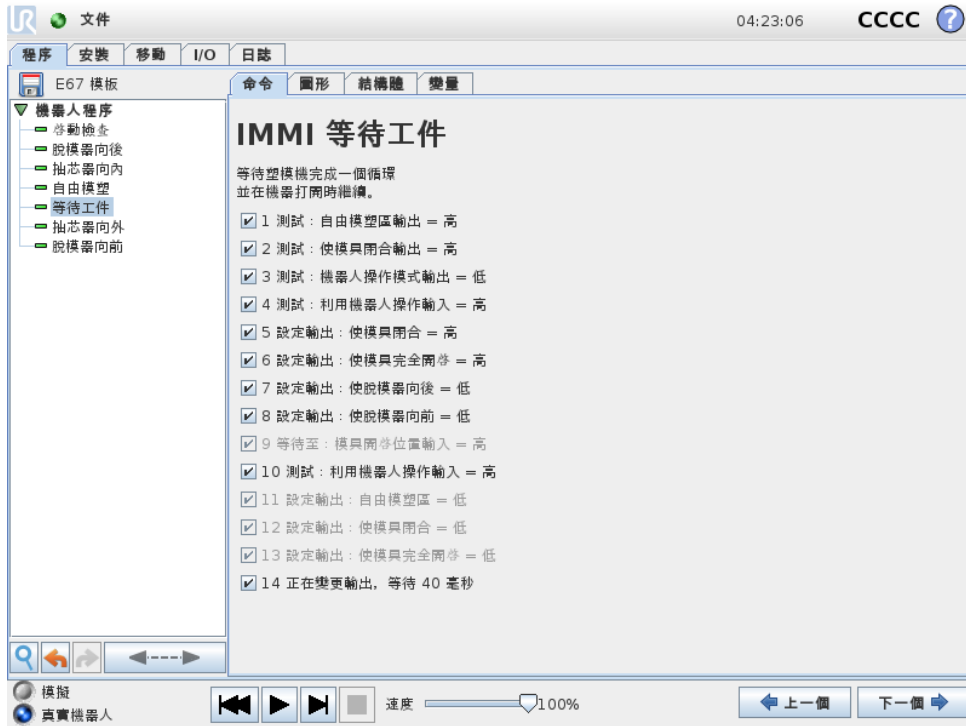 UR 文件 04:23:06 CCCC ?
程序 安裝 移動 I/O 日誌
E67 模板
命令 圖形 結構體 變量
機器人程序
啓動檢查
脫模器向後
抽芯器向內
自由模塑
等待工件
抽芯器向外
脫模器向前
IMMI 等待工件
等待塑模機完成一個循環
並在機器打開時繼續。
1 測試：自由模塑區輸出 = 高
2 測試：使模具閉合輸出 = 高
3 測試：機器人操作模式輸出 = 低
4 測試：利用機器人操作輸入 = 高
5 設定輸出：使模具閉合 = 高
6 設定輸出：使模具完全開啓 = 高
7 設定輸出：使脫模器向後 = 低
8 設定輸出：使脫模器向前 = 低
9 等待至：模具開啓位置輸入 = 高
10 測試：利用機器人操作輸入 = 高
11 設定輸出：自由模塑區 = 低
12 設定輸出：使模具閉合 = 低
13 設定輸出：使模具完全開啓 = 低
14 正在變更輸出，等待 40 毫秒
模擬
真實機器人
速度 100%
上一個 下一個